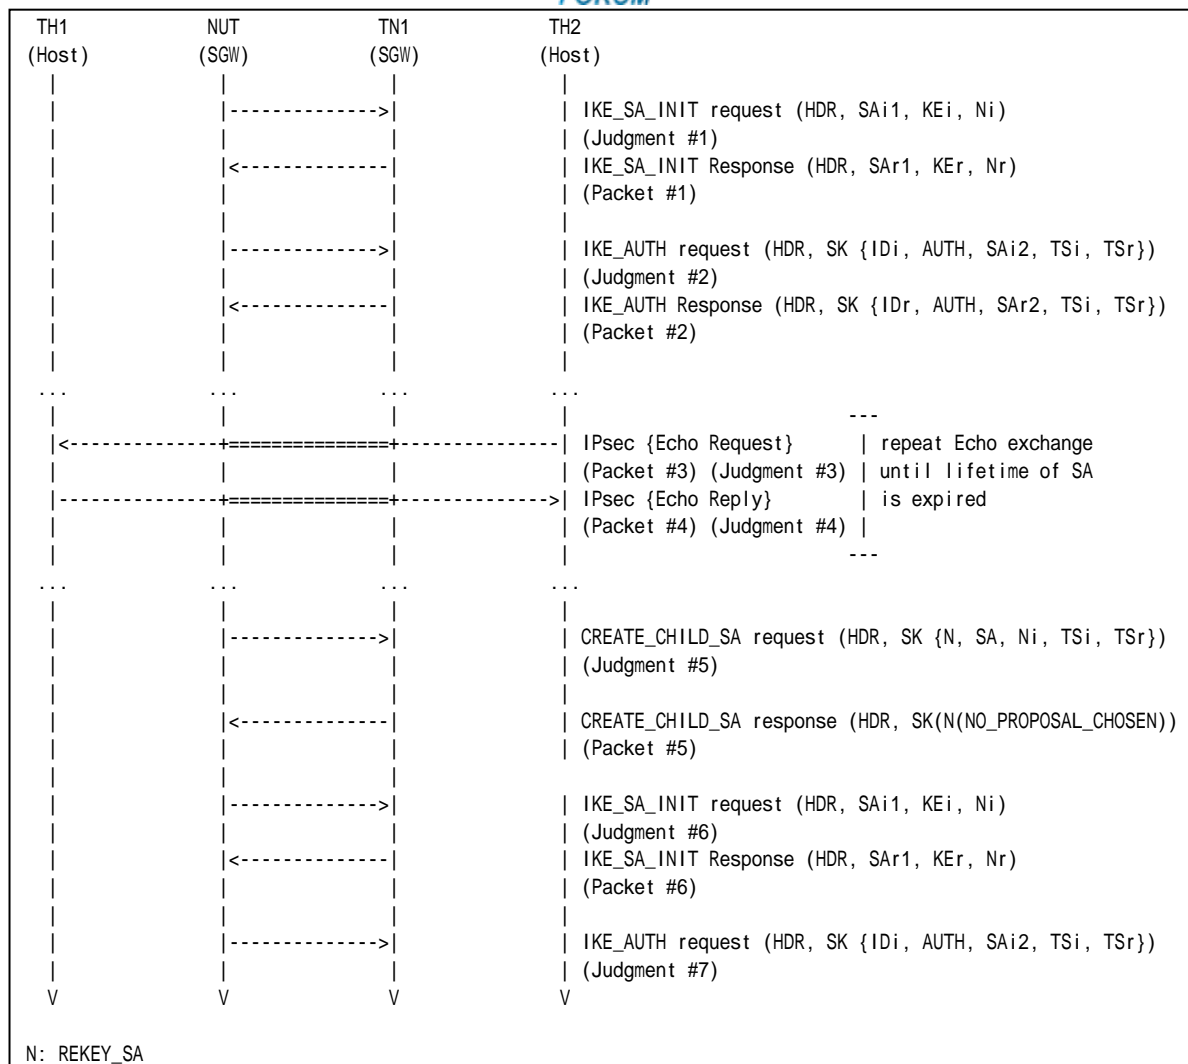 FORUM
TH1 NUT TN1 TH2
(Host) (SGW) (SGW) (Host)
| | | |
| |-------------->| | IKE_SA_INIT request (HDR, SAi1, KEi, Ni)
| | | | (Judgment #1)
| |<--------------| | IKE_SA_INIT Response (HDR, SAr1, KEr, Nr)
| | | | (Packet #1)
| | | |
| |-------------->| | IKE_AUTH request (HDR, SK {IDi, AUTH, SAi2, TSi, TSr})
| | | | (Judgment #2)
| |<--------------| | IKE_AUTH Response (HDR, SK {IDr, AUTH, SAr2, TSi, TSr})
| | | | (Packet #2)
| | | |
... ... ... ...
| | | | ---
|<--------------+===============+---------------| IPsec {Echo Request} | repeat Echo exchange
| | | | (Packet #3) (Judgment #3) | until lifetime of SA
|---------------+===============+-------------->| IPsec {Echo Reply} | is expired
| | | | (Packet #4) (Judgment #4) |
| | | | ---
... ... ... ...
| | | |
| |-------------->| | CREATE_CHILD_SA request (HDR, SK {N, SA, Ni, TSi, TSr})
| | | | (Judgment #5)
| | | |
| |<--------------| | CREATE_CHILD_SA response (HDR, SK(N(NO_PROPOSAL_CHOSEN))
| | | | (Packet #5)
| | | |
| |-------------->| | IKE_SA_INIT request (HDR, SAi1, KEi, Ni)
| | | | (Judgment #6)
| |<--------------| | IKE_SA_INIT Response (HDR, SAr1, KEr, Nr)
| | | | (Packet #6)
| | | |
| |-------------->| | IKE_AUTH request (HDR, SK {IDi, AUTH, SAi2, TSi, TSr})
| | | | (Judgment #7)
V V V V
N: REKEY_SA